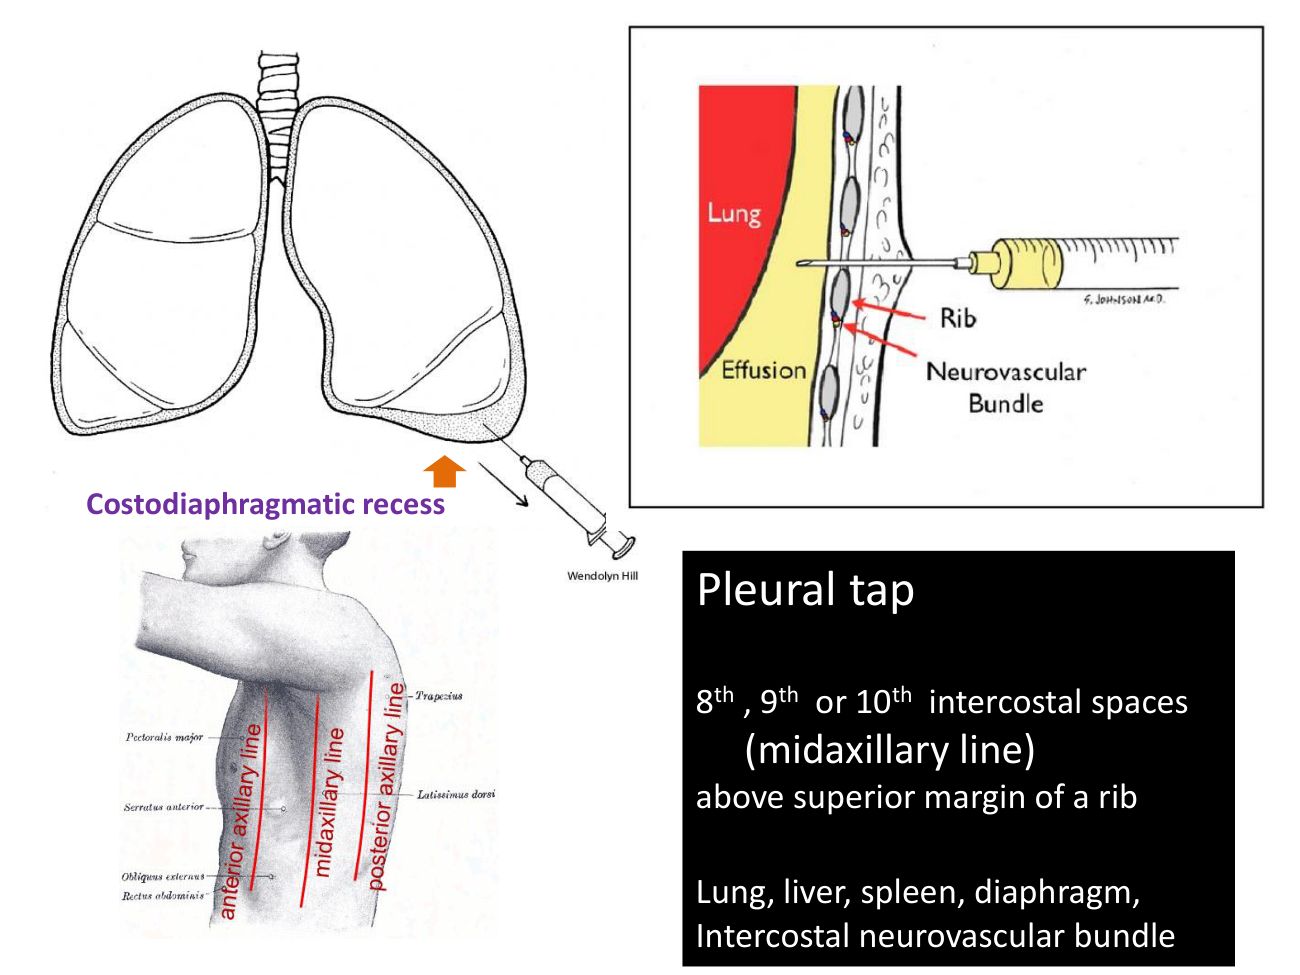 Lung
Effusion
Rib
Neurovascular
Bundle
S. JOHNSON M.D.
Costodiaphragmatic recess
Wendolyn Hill
Trapezius
Pectoralis major
Serratus anterior
Latissimus dorsi
Obliquus externus
Rectus abdominis
anterior axillary line
midaxillary line
posterior axillary line
Pleural tap
8th , 9th or 10th intercostal spaces
(midaxillary line)
above superior margin of a rib
Lung, liver, spleen, diaphragm,
Intercostal neurovascular bundle